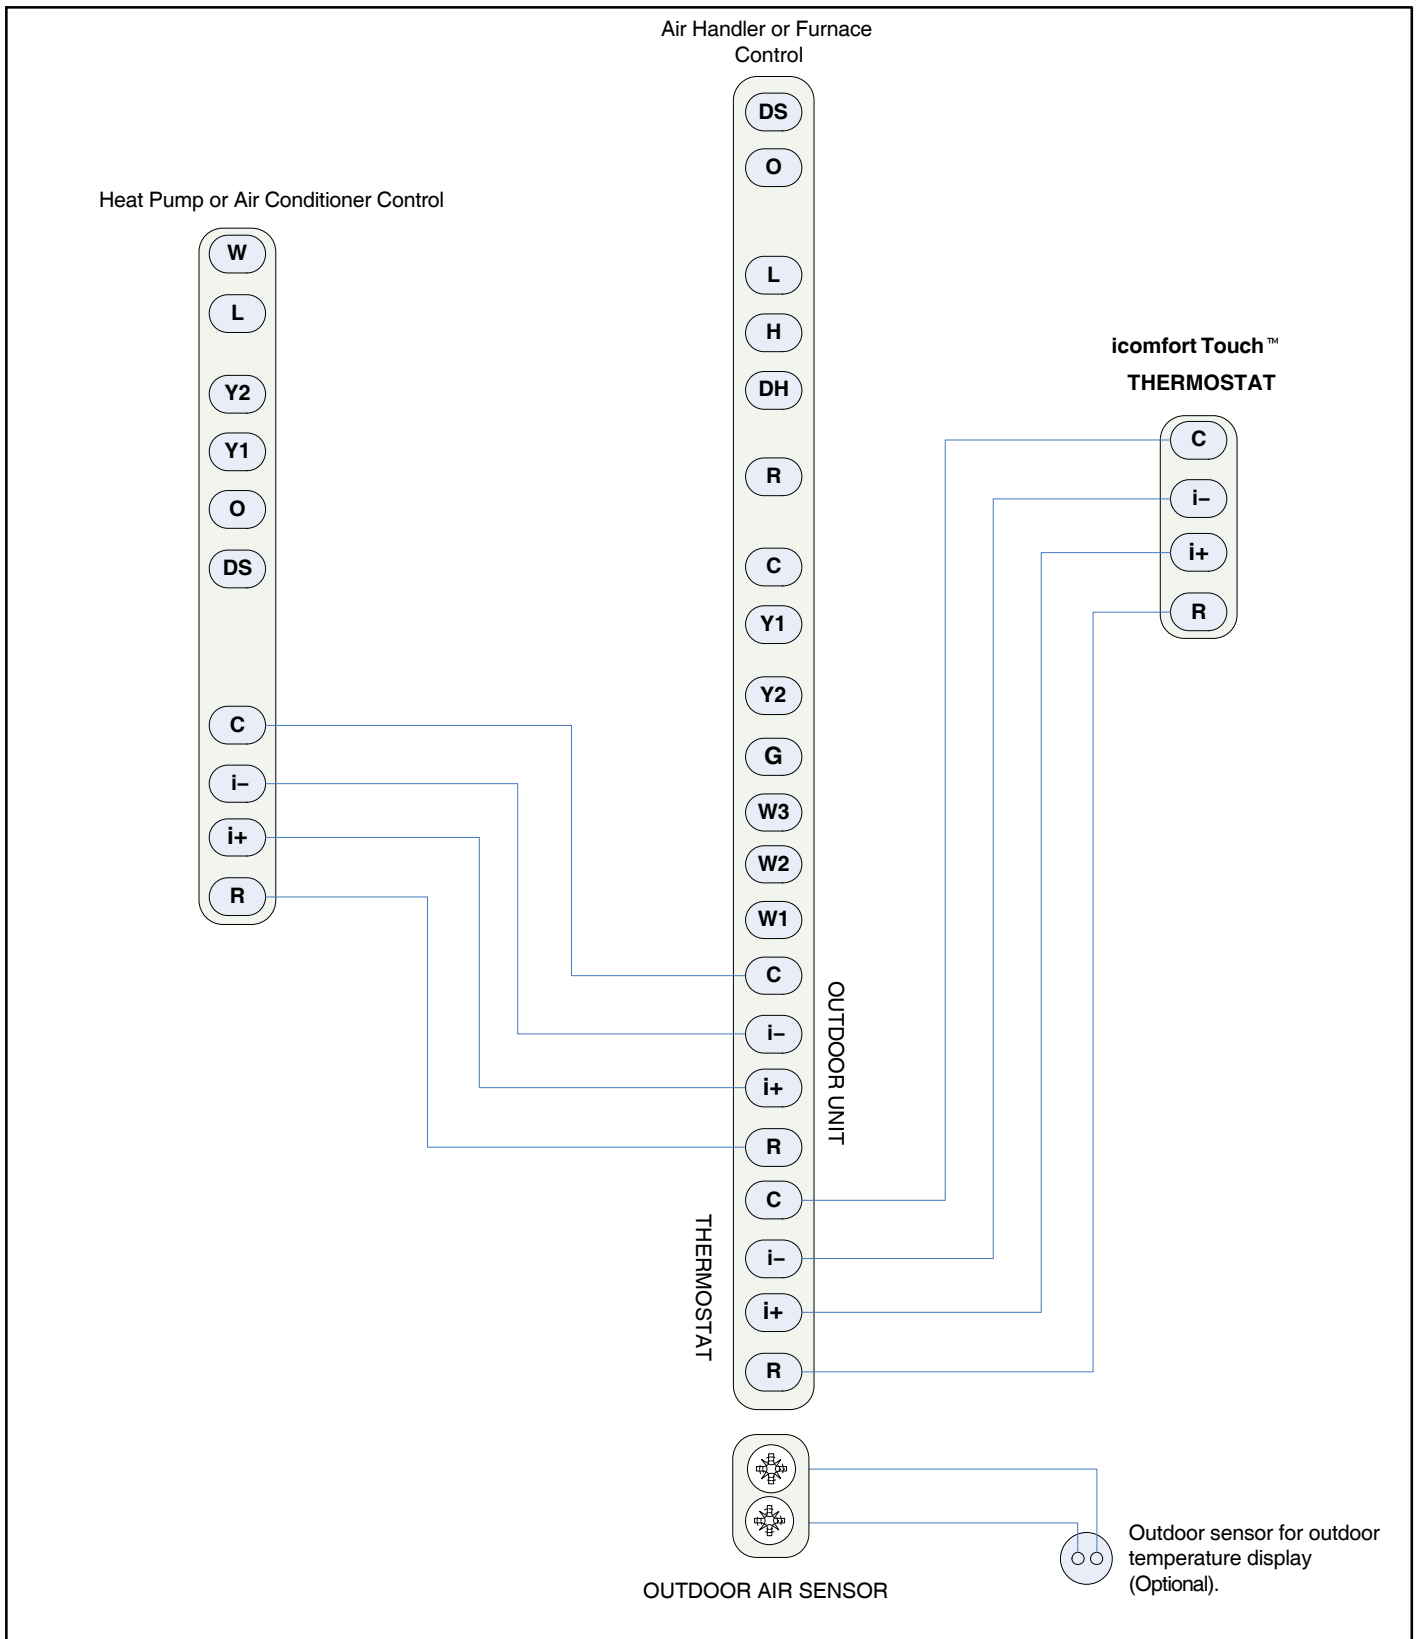 Air Handler or Furnace
Control
DS
O
L
H
DH
R
C
Y1
Y2
G
W3
W2
W1
C
i–
i+
R
C
i–
i+
R
OUTDOOR UNIT
THERMOSTAT
Heat Pump or Air Conditioner Control
W
L
Y2
Y1
O
DS
C
i–
i+
R
icomfort Touch™
THERMOSTAT
C
i–
i+
R
OUTDOOR AIR SENSOR
Outdoor sensor for outdoor
temperature display
(Optional).